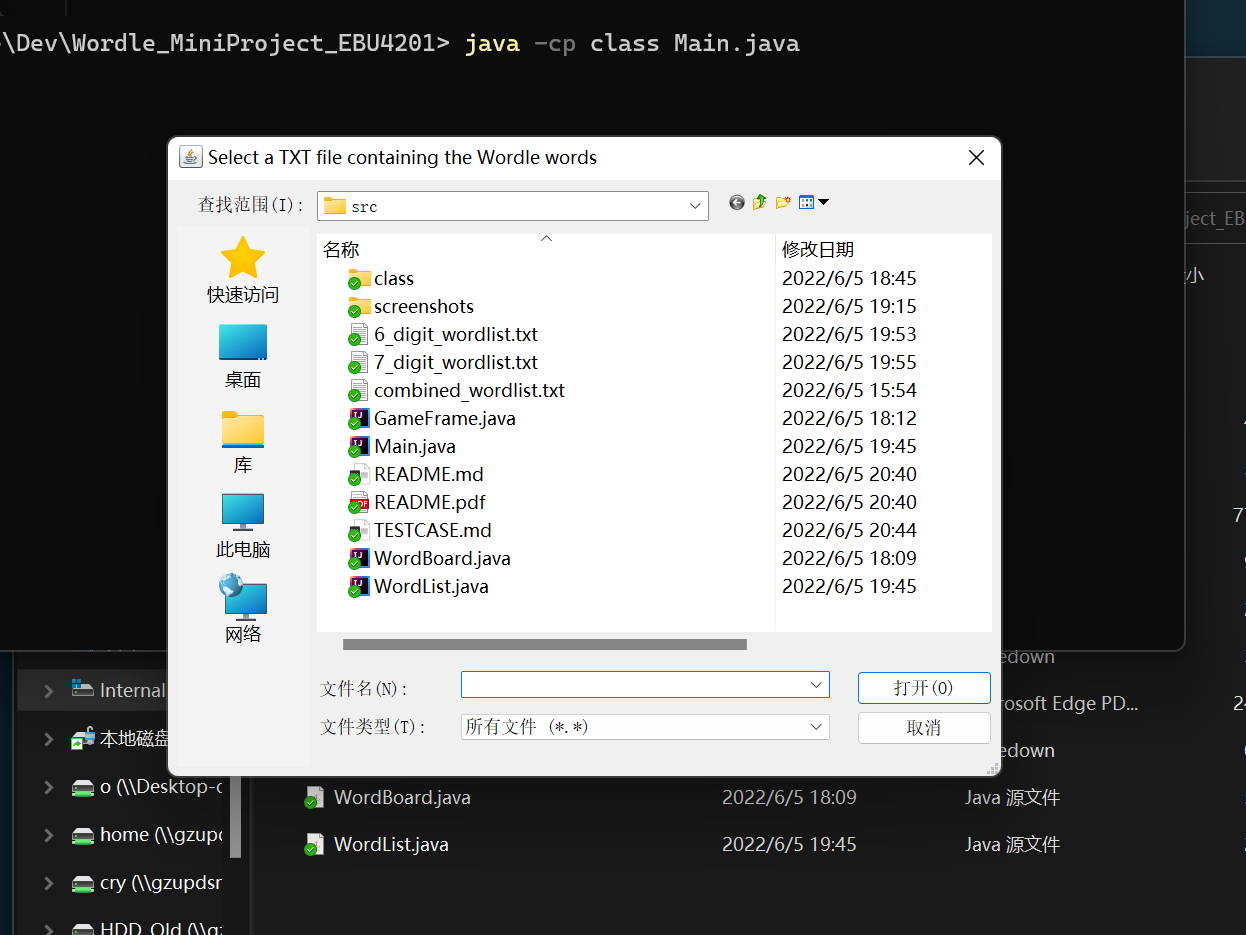 \Dev\Wordle_MiniProject_EBU4201> java -cp class Main.java
Select a TXT file containing the Wordle words
查找范围(I): src
名称 修改日期
class 2022/6/5 18:45
screenshots 2022/6/5 19:15
6_digit_wordlist.txt 2022/6/5 19:53
7_digit_wordlist.txt 2022/6/5 19:55
combined_wordlist.txt 2022/6/5 15:54
GameFrame.java 2022/6/5 18:12
Main.java 2022/6/5 19:45
README.md 2022/6/5 20:40
README.pdf 2022/6/5 20:40
TESTCASE.md 2022/6/5 20:44
WordBoard.java 2022/6/5 18:09
WordList.java 2022/6/5 19:45
快速访问
桌面
库
此电脑
网络
文件名(N): 打开(O)
文件类型(T): 所有文件 (*.*) 取消
ject_EB
小
edown
rosoft Edge PD...
edown
Internal
本地磁盘
o (\\Desktop-c
home (\\gzupd
cry (\\gzupdsr
HDD_Old (\\gz
WordBoard.java 2022/6/5 18:09 Java 源文件
WordList.java 2022/6/5 19:45 Java 源文件